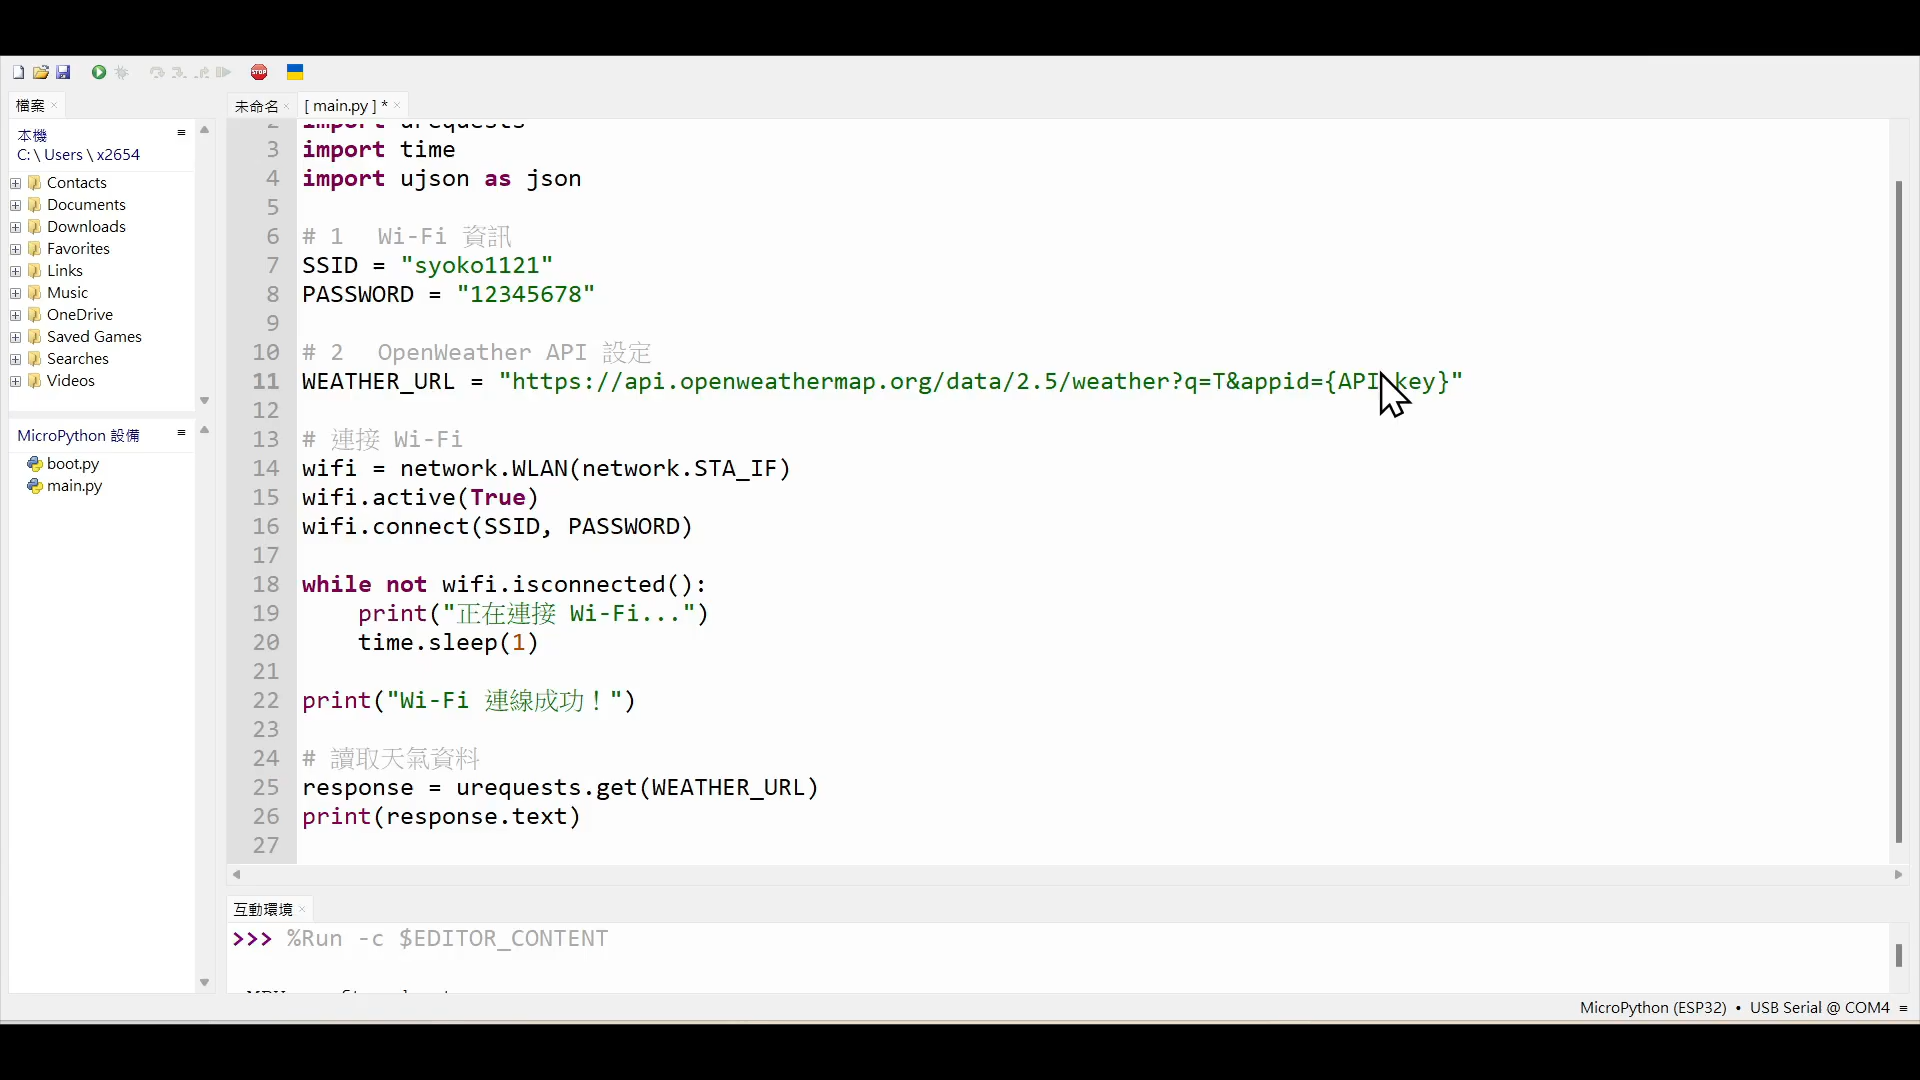 STOP
檔案 ×
本機 ≡
C: \ Users \ x2654
Contacts
Documents
Downloads
Favorites
Links
Music
OneDrive
Saved Games
Searches
Videos
MicroPython 設備 ≡
boot.py
main.py
未命名 × [ main.py ] * ×
2 import urequests
3 import time
4 import ujson as json
5
6 # 1 Wi-Fi 資訊
7 SSID = "syoko1121"
8 PASSWORD = "12345678"
9
10 # 2 OpenWeather API 設定
11 WEATHER_URL = "https://api.openweathermap.org/data/2.5/weather?q=T&appid={API key}"
12
13 # 連接 Wi-Fi
14 wifi = network.WLAN(network.STA_IF)
15 wifi.active(True)
16 wifi.connect(SSID, PASSWORD)
17
18 while not wifi.isconnected():
19 print("正在連接 Wi-Fi...")
20 time.sleep(1)
21
22 print("Wi-Fi 連線成功！")
23
24 # 讀取天氣資料
25 response = urequests.get(WEATHER_URL)
26 print(response.text)
27
互動環境 ×
>>> %Run -c $EDITOR_CONTENT
MicroPython (ESP32) • USB Serial @ COM4 ≡